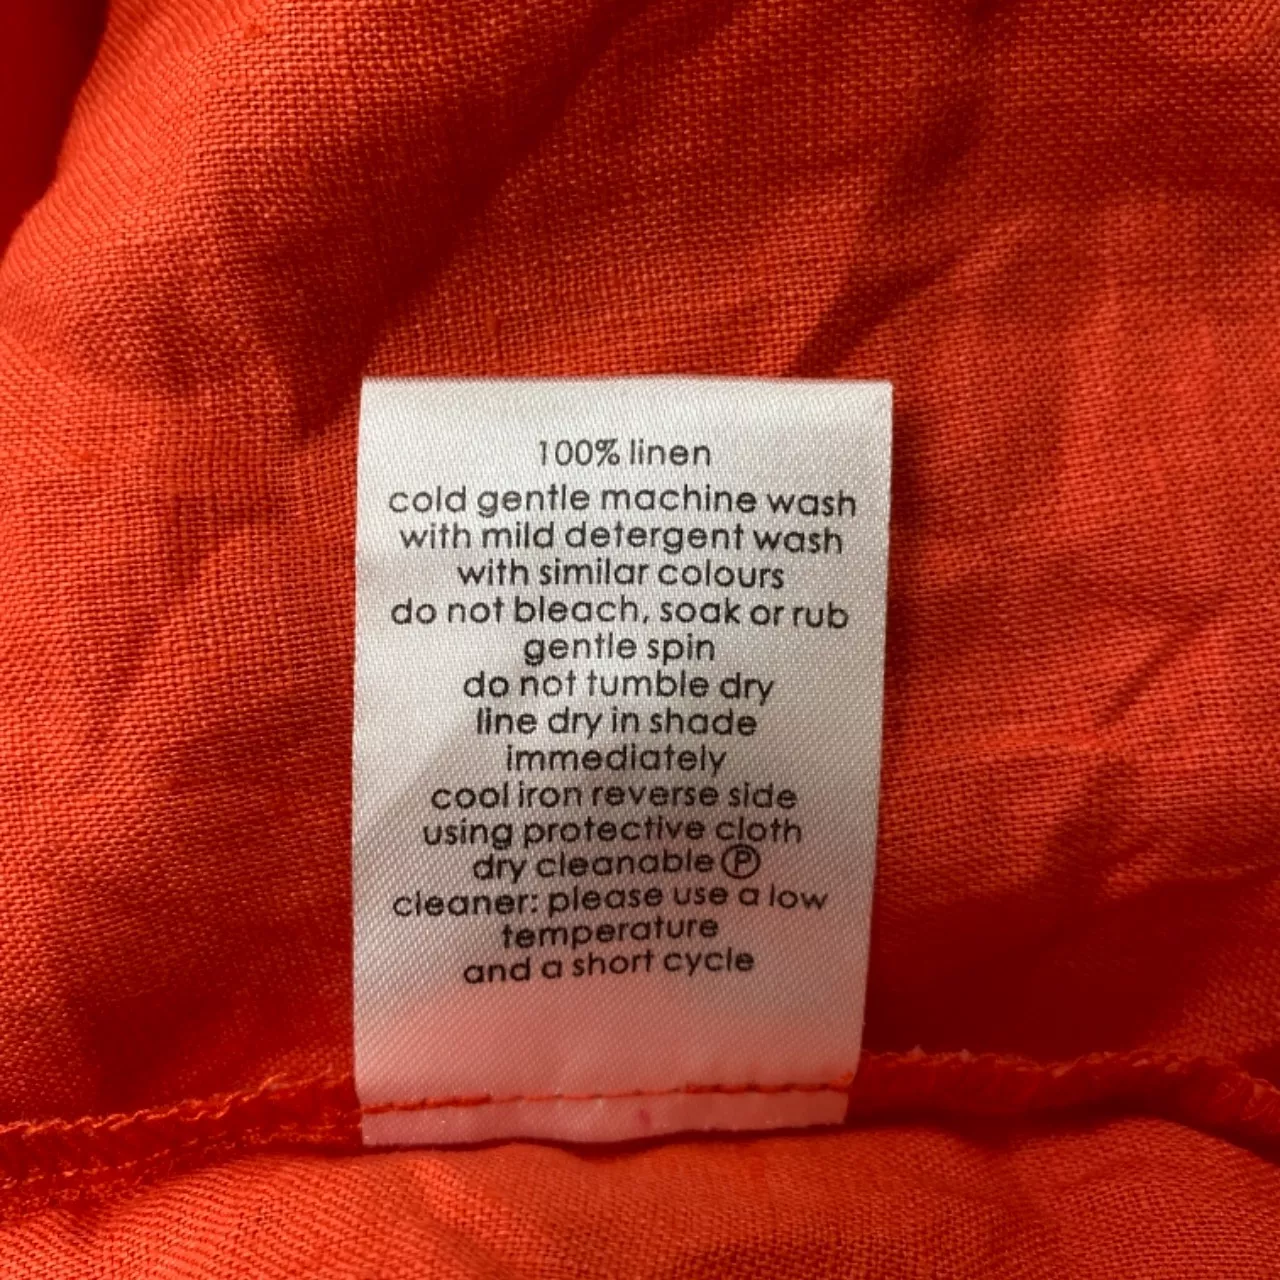 100% linen
cold gentle machine wash
with mild detergent wash
with similar colours
do not bleach, soak or rub
gentle spin
do not tumble dry
line dry in shade
immediately
cool iron reverse side
using protective cloth
dry cleanable Ⓟ
cleaner: please use a low
temperature
and a short cycle